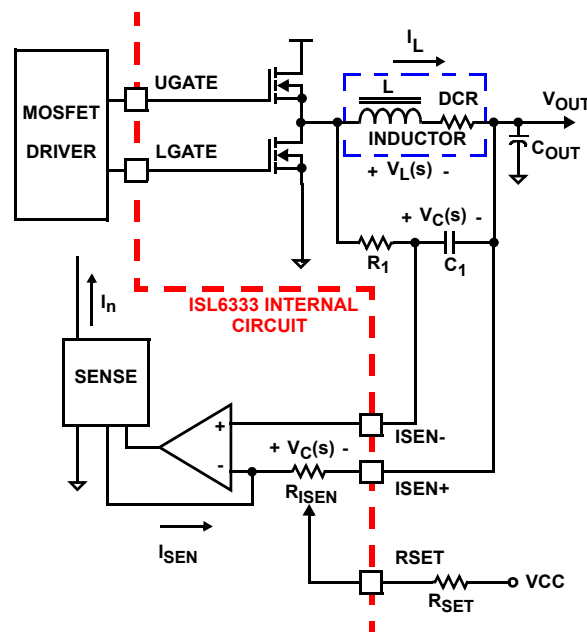 I_L
UGATE
L
DCR
V_OUT
MOSFET
DRIVER
INDUCTOR
C_OUT
LGATE
+ V_L(s) -
+ V_C(s) -
R_1
C_1
ISL6333 INTERNAL
CIRCUIT
I_n
SENSE
+
ISEN-
+ V_C(s) -
-
R_ISEN
ISEN+
I_SEN
RSET
R_SET
VCC